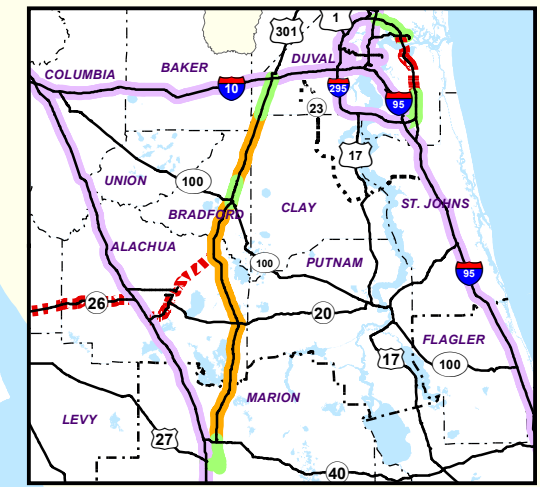 1
301
DUVAL
BAKER
COLUMBIA
10
295
95
23
17
100
UNION
BRADFORD
CLAY
ST. JOHNS
ALACHUA
100
PUTNAM
95
26
20
FLAGLER
17
100
MARION
LEVY
27
40